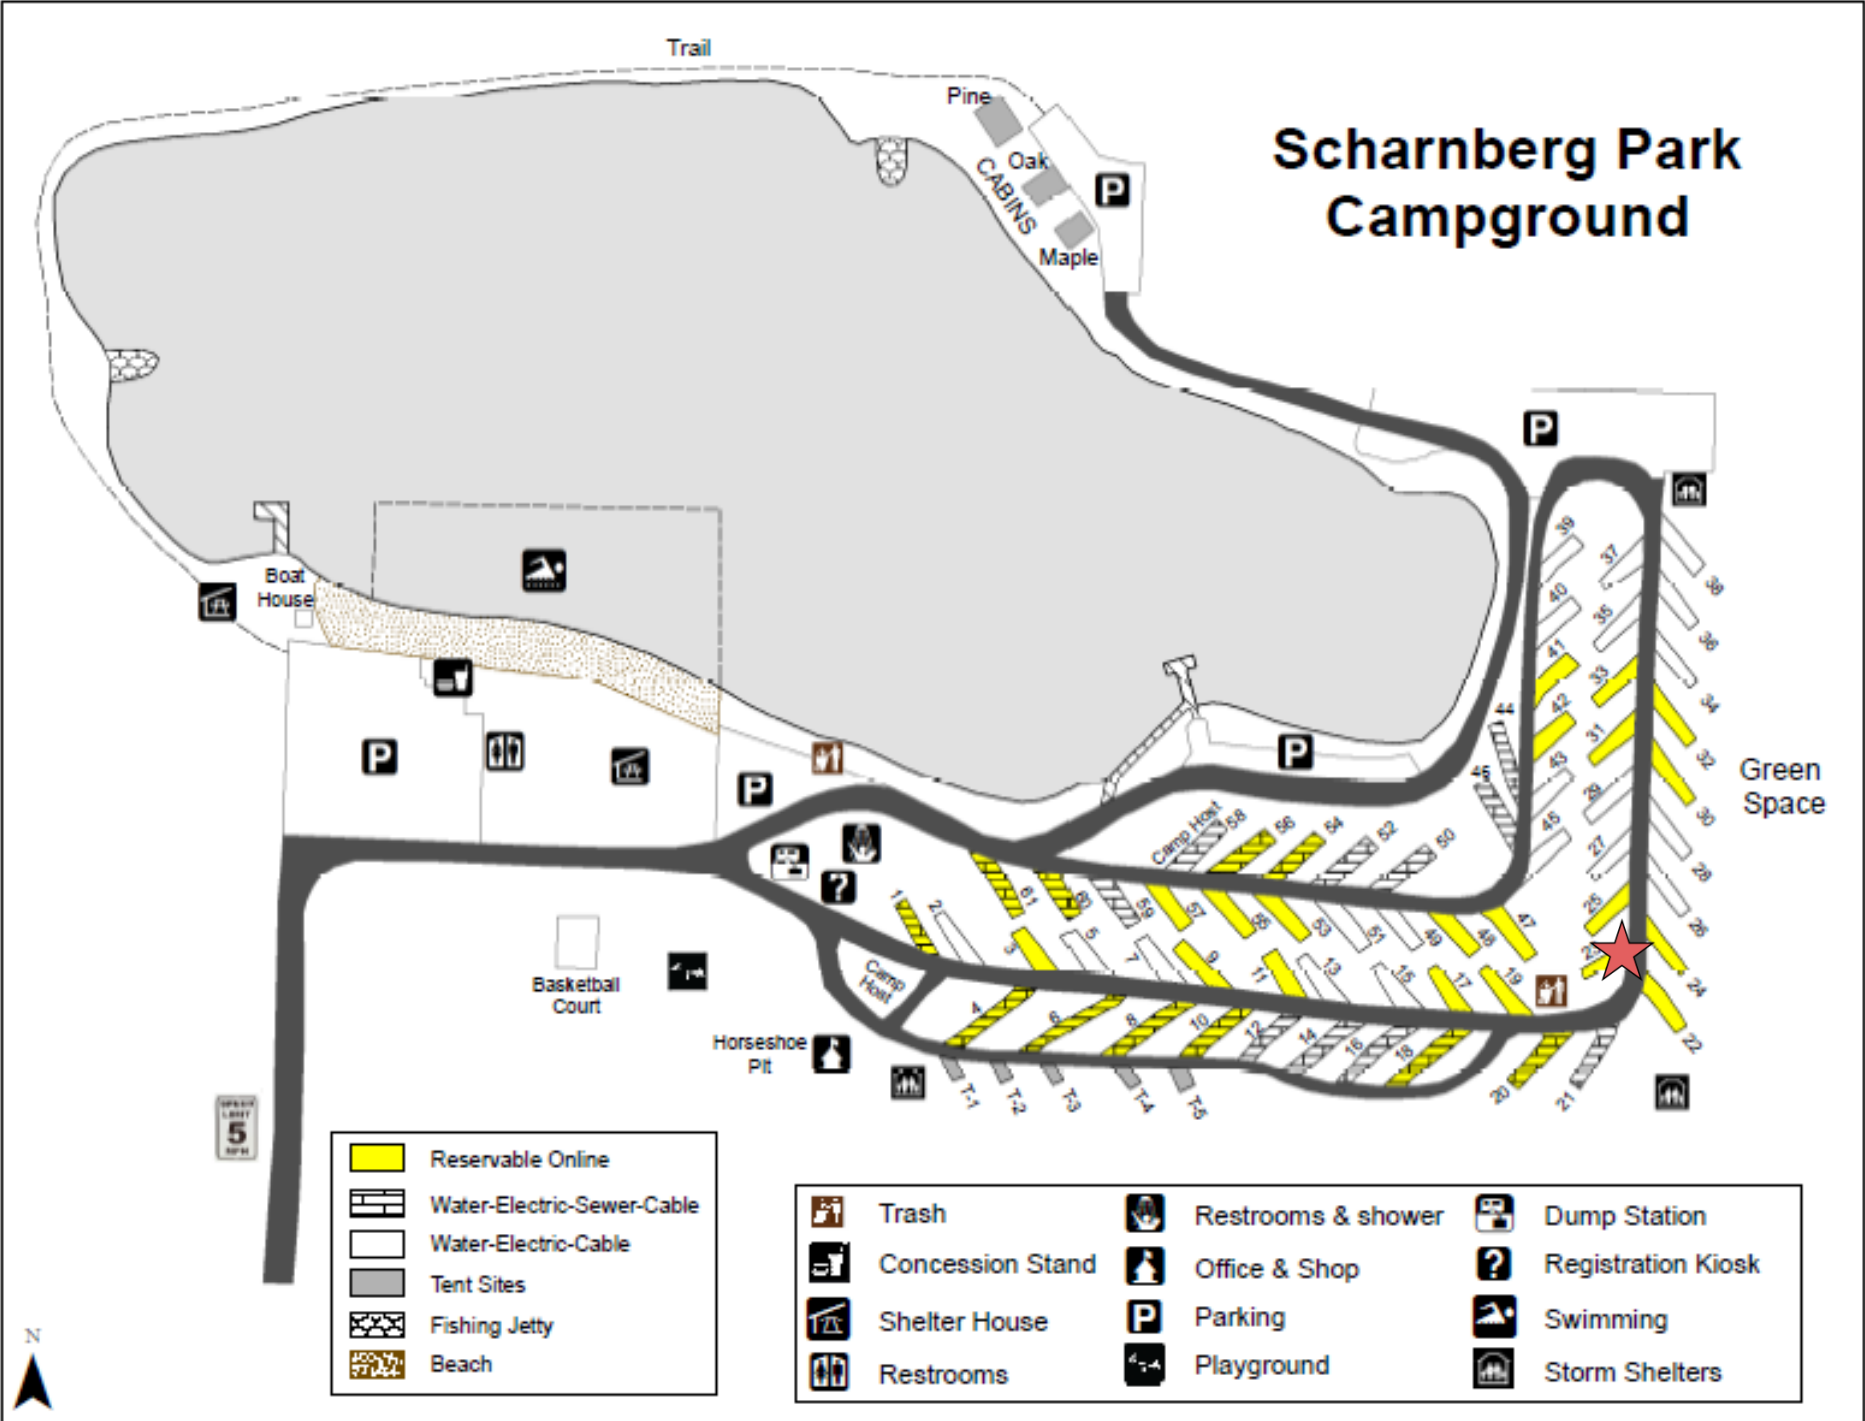 Trail
Pine
Oak
CABINS
Maple
P
Scharnberg Park
Campground
P
Boat
House
P
P
P
Green
Space
39
37
38
40
35
36
41
33
34
42
31
32
44
46
43
29
30
45
27
28
25
26
24
22
Camp Host
58
56
54
52
50
1
2
61
60
59
57
55
53
51
49
48
47
3
5
7
9
11
13
15
17
19
4
6
8
10
12
14
16
18
20
21
?
Camp
Host
Basketball
Court
Horseshoe
Pit
T-1
T-2
T-3
T-4
T-5
SPEED
LIMIT
5
MPH
Reservable Online
Water-Electric-Sewer-Cable
Water-Electric-Cable
Tent Sites
Fishing Jetty
Beach
Trash
Concession Stand
Shelter House
Restrooms
Restrooms & shower
Office & Shop
P
Parking
Playground
Dump Station
?
Registration Kiosk
Swimming
Storm Shelters
N